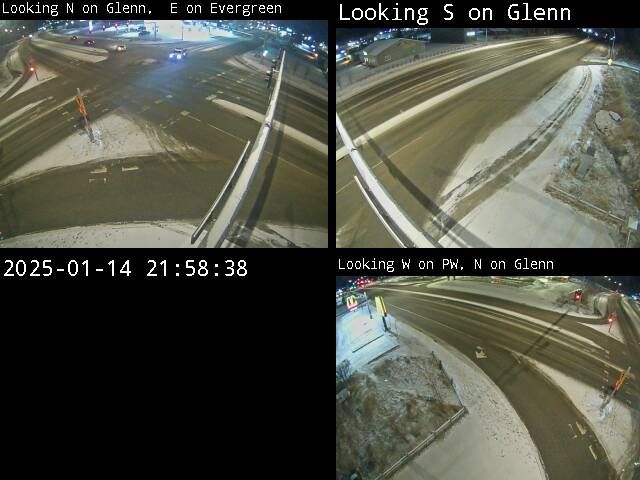 Looking N on Glenn,  E on Evergreen
Looking S on Glenn
2025-01-14 21:58:38
Looking W on PW, N on Glenn